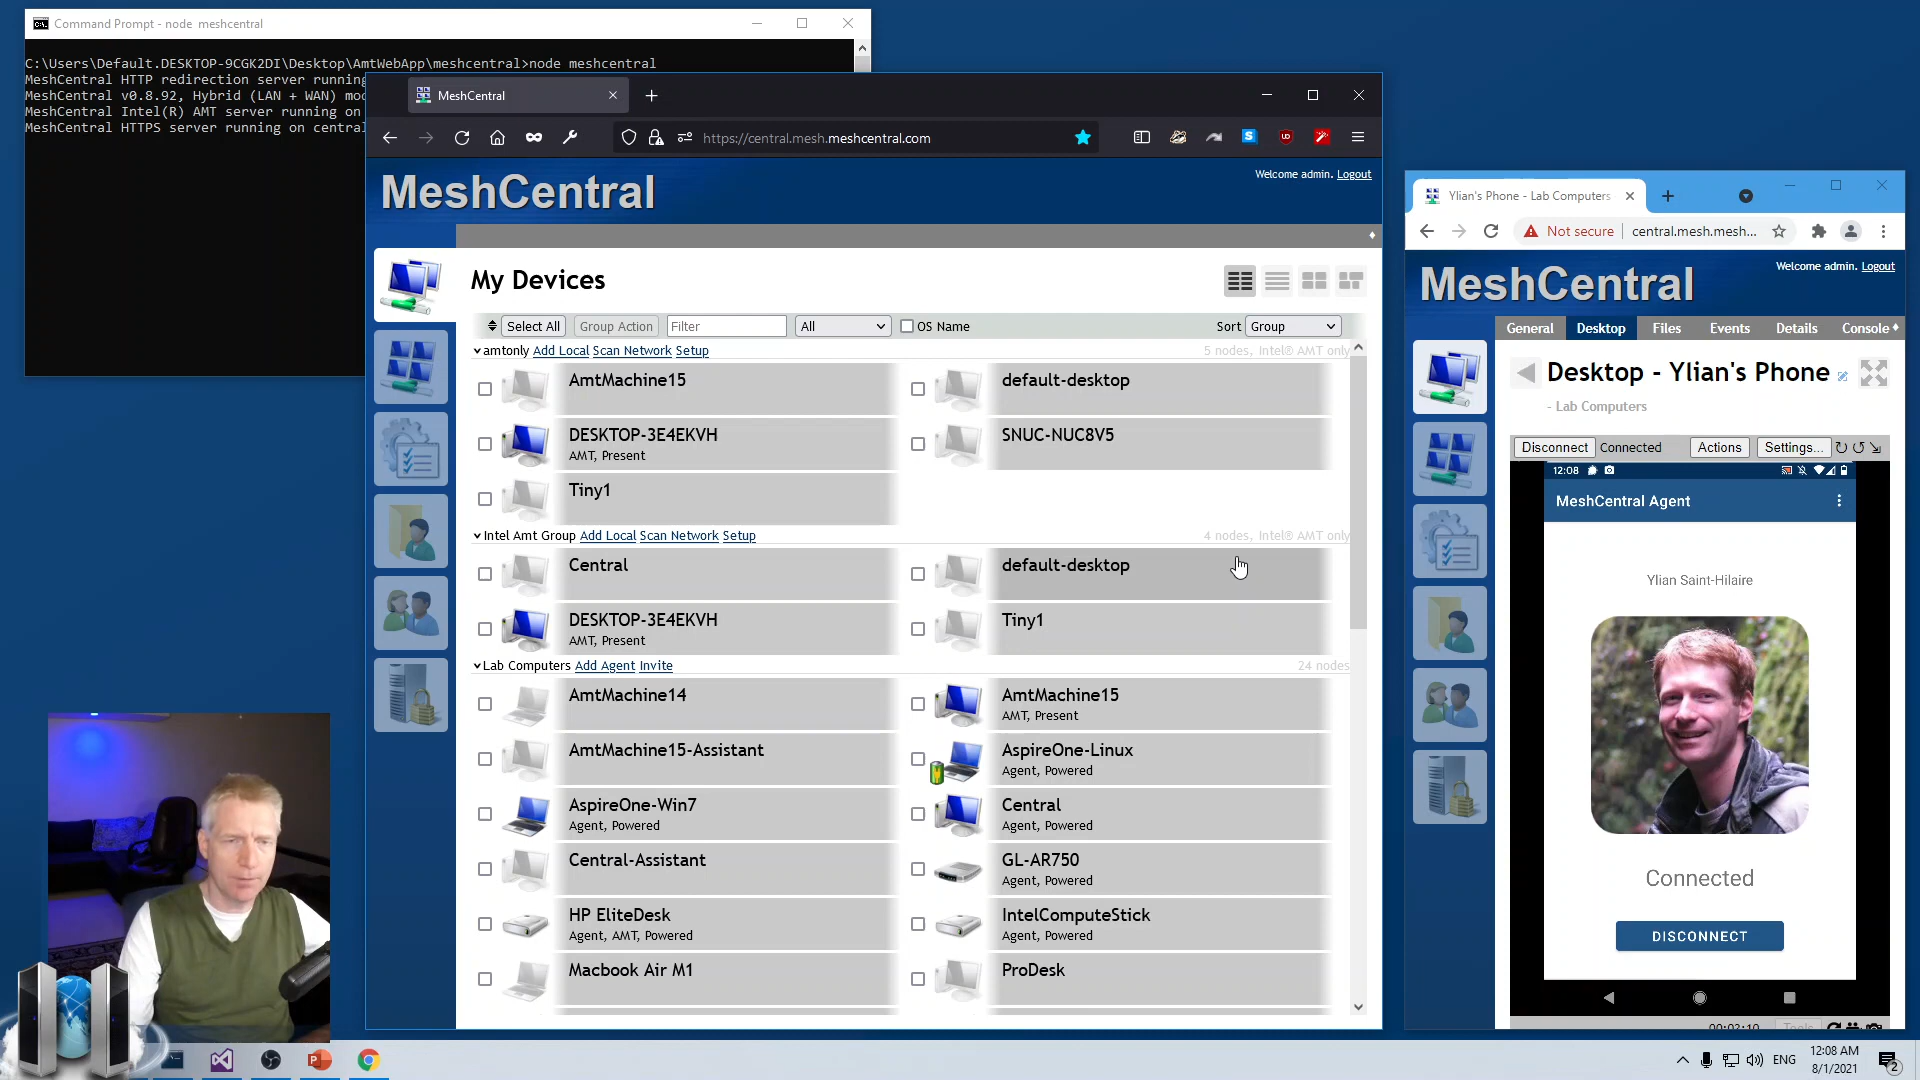 Command Prompt - node  meshcentral
C:\Users\Default.DESKTOP-9CGK2DI\Desktop\AmtWebApp\meshcentral>node meshcentral
MeshCentral HTTP redirection server running
MeshCentral v0.8.92, Hybrid (LAN + WAN)
MeshCentral Intel(R) AMT server running on
MeshCentral HTTPS server running on
MeshCentral
https://central.mesh.meshcentral.com
MeshCentral
Welcome admin. Logout
My Devices
Select All Group Action Filter All OS Name Sort Group
amtonly Add Local Scan Network Setup 5 nodes, Intel® AMT only
AmtMachine15 default-desktop
DESKTOP-3E4EKVH SNUC-NUC8V5
AMT, Present
Tiny1
Intel Amt Group Add Local Scan Network Setup 4 nodes, Intel® AMT only
Central default-desktop
DESKTOP-3E4EKVH Tiny1
AMT, Present
Lab Computers Add Agent Invite 24 nodes
AmtMachine14 AmtMachine15
AMT, Present
AmtMachine15-Assistant AspireOne-Linux
Agent, Powered
AspireOne-Win7 Central
Agent, Powered Agent, Powered
Central-Assistant GL-AR750
Agent, Powered
HP EliteDesk IntelComputeStick
Agent, AMT, Powered Agent, Powered
Macbook Air M1 ProDesk
Ylian's Phone - Lab Computers
Not secure central.mesh.mesh...
MeshCentral
Welcome admin. Logout
General Desktop Files Events Details Console
Desktop - Ylian's Phone
- Lab Computers
Disconnect Connected Actions Settings...
12:08
MeshCentral Agent
Ylian Saint-Hilaire
Connected
DISCONNECT
ENG
12:08 AM
8/1/2021
2